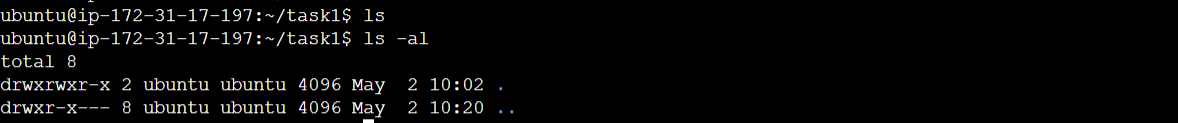 ubuntu@ip-172-31-17-197:~/task1$ ls
ubuntu@ip-172-31-17-197:~/task1$ ls -al
total 8
drwxrwxr-x 2 ubuntu ubuntu 4096 May  2 10:02 .
drwxr-x--- 8 ubuntu ubuntu 4096 May  2 10:20 ..